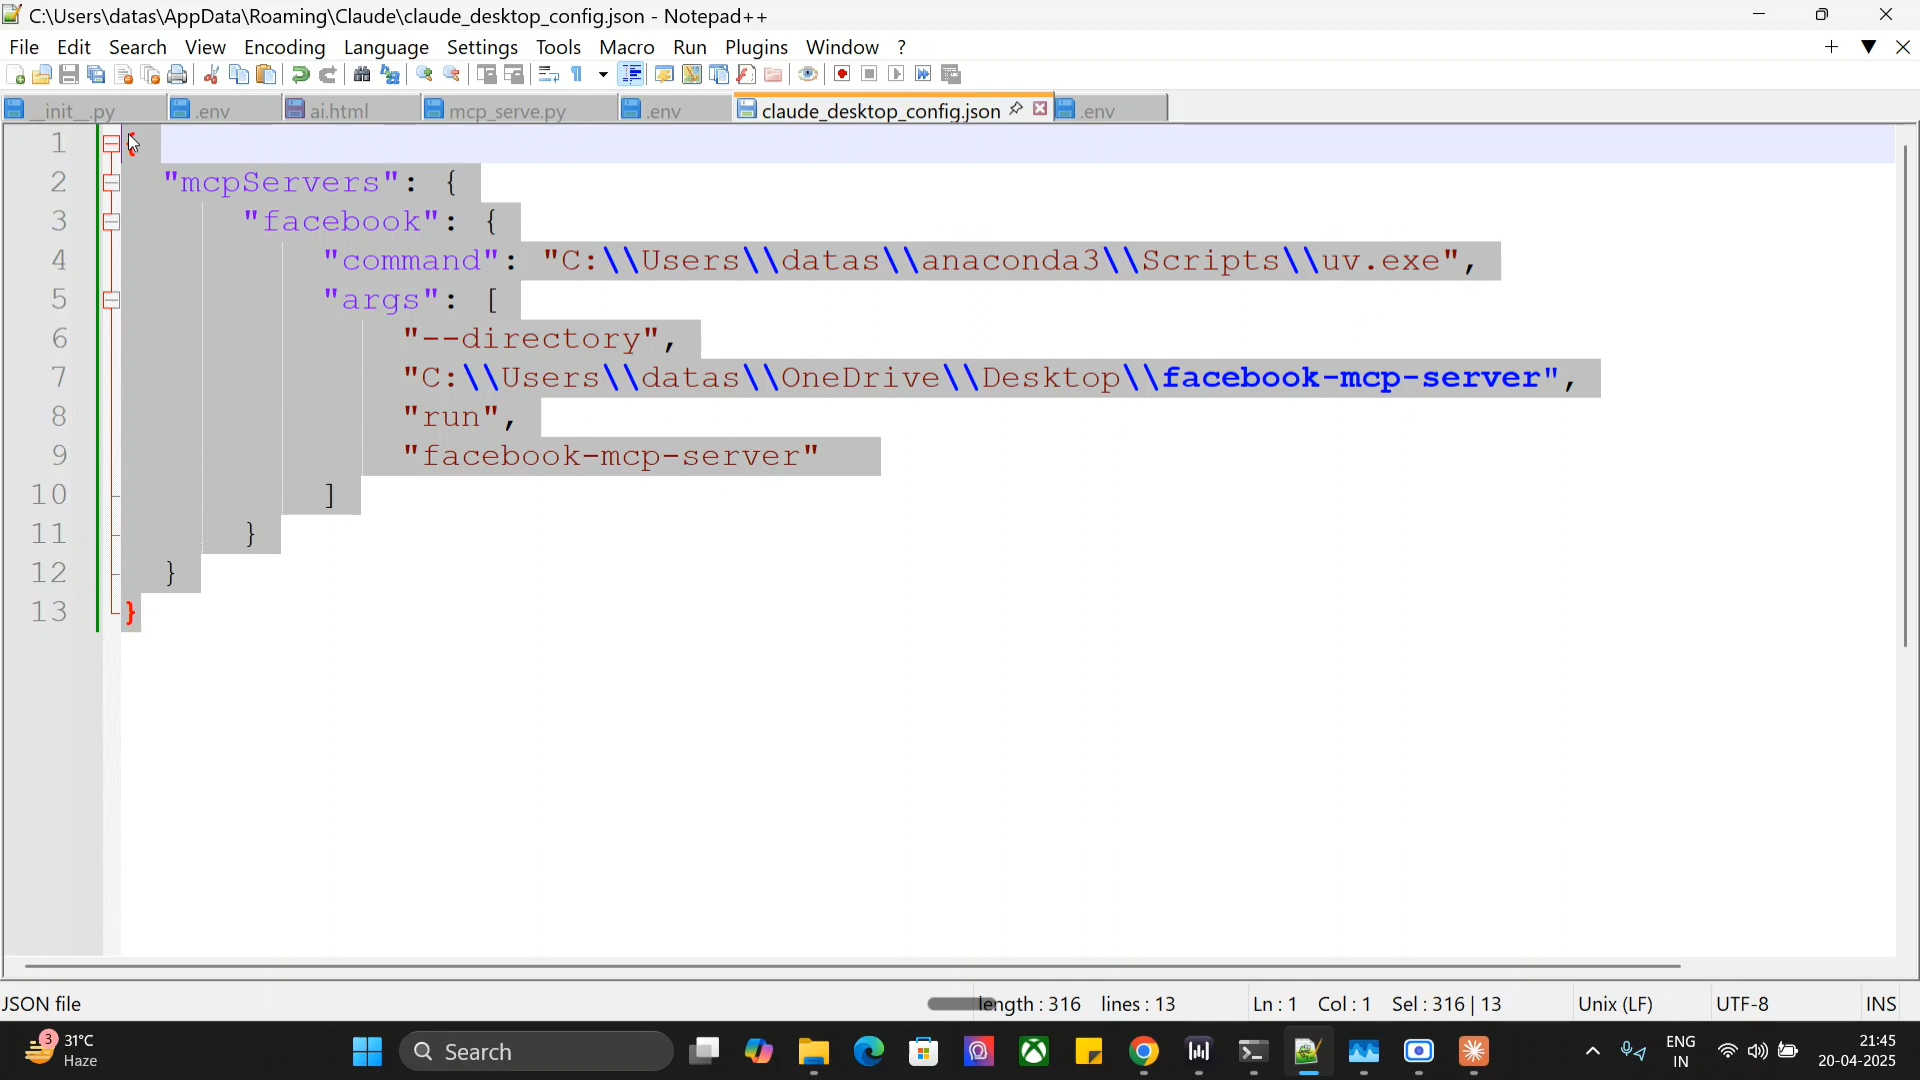 C:\Users\datas\AppData\Roaming\Claude\claude_desktop_config.json - Notepad++
File Edit Search View Encoding Language Settings Tools Macro Run Plugins Window ?
__init__.py .env ai.html mcp_serve.py .env claude_desktop_config.json .env
1 {
2 "mcpServers": {
3 "facebook": {
4 "command": "C:\\Users\\datas\\anaconda3\\Scripts\\uv.exe",
5 "args": [
6 "--directory",
7 "C:\\Users\\datas\\OneDrive\\Desktop\\facebook-mcp-server",
8 "run",
9 "facebook-mcp-server"
10 ]
11 }
12 }
13 }
JSON file length : 316 lines : 13 Ln : 1 Col : 1 Sel : 316 | 13 Unix (LF) UTF-8 INS
3 31°C Search ENG 21:45
Haze IN 20-04-2025